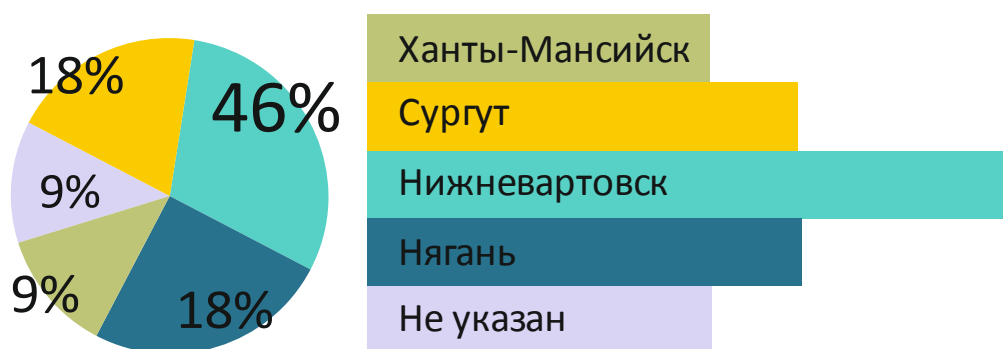 18%
46%
9%
9%
18%
Ханты-Мансийск
Сургут
Нижневартовск
Нягань
Не указан